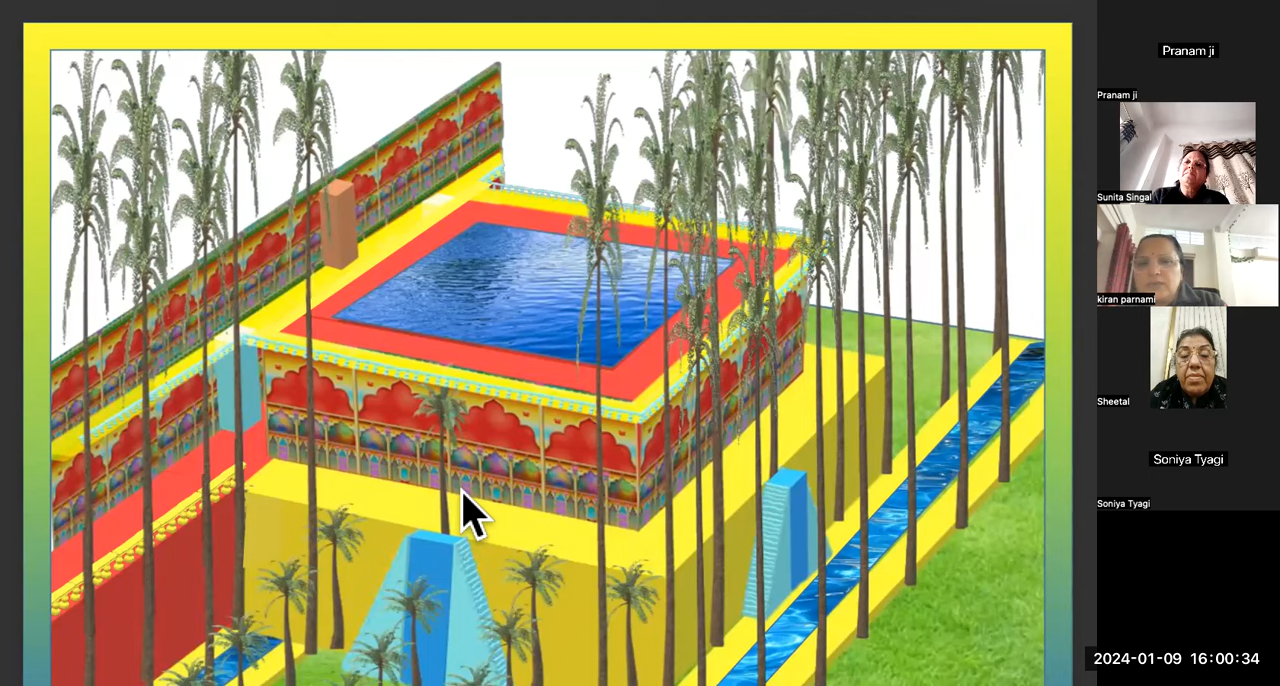 Pranam ji
Pranam ji
Sunita Singal
kiran parnami
Sheetal
Soniya Tyagi
Soniya Tyagi
2024-01-09 16:00:34